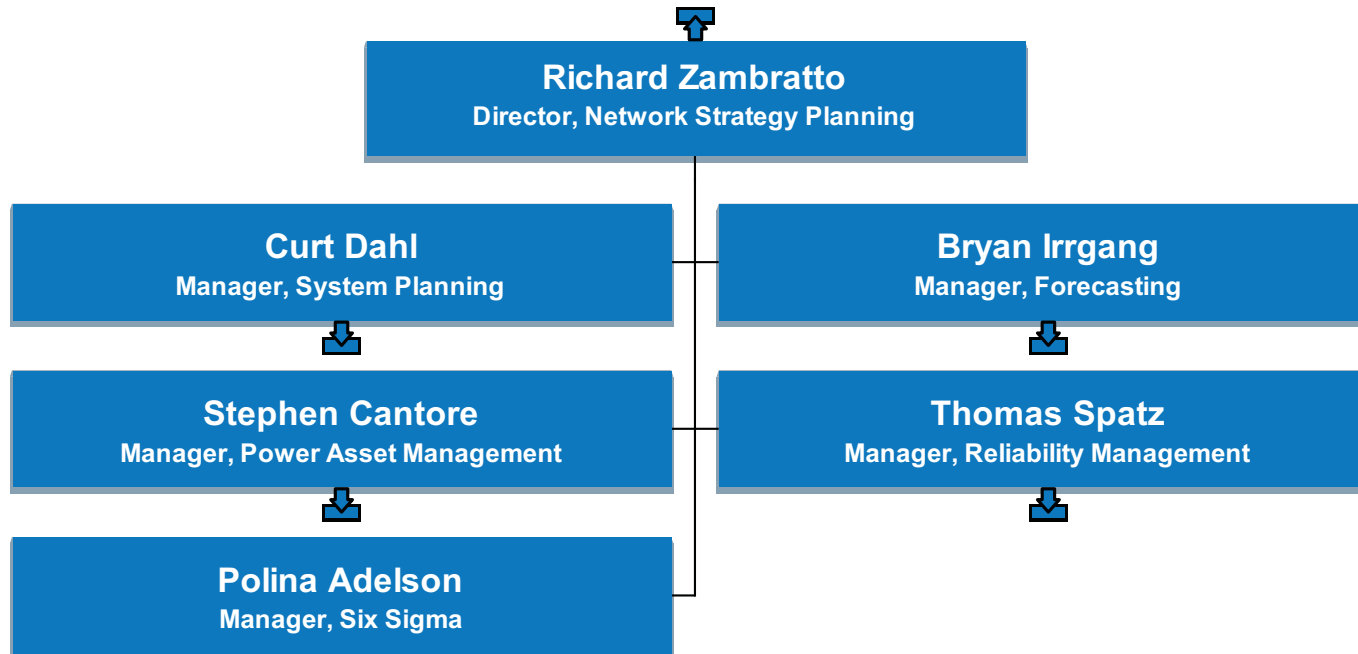 Richard Zambratto
Director, Network Strategy Planning
Curt Dahl
Manager, System Planning
Bryan Irrgang
Manager, Forecasting
Stephen Cantore
Manager, Power Asset Management
Thomas Spatz
Manager, Reliability Management
Polina Adelson
Manager, Six Sigma